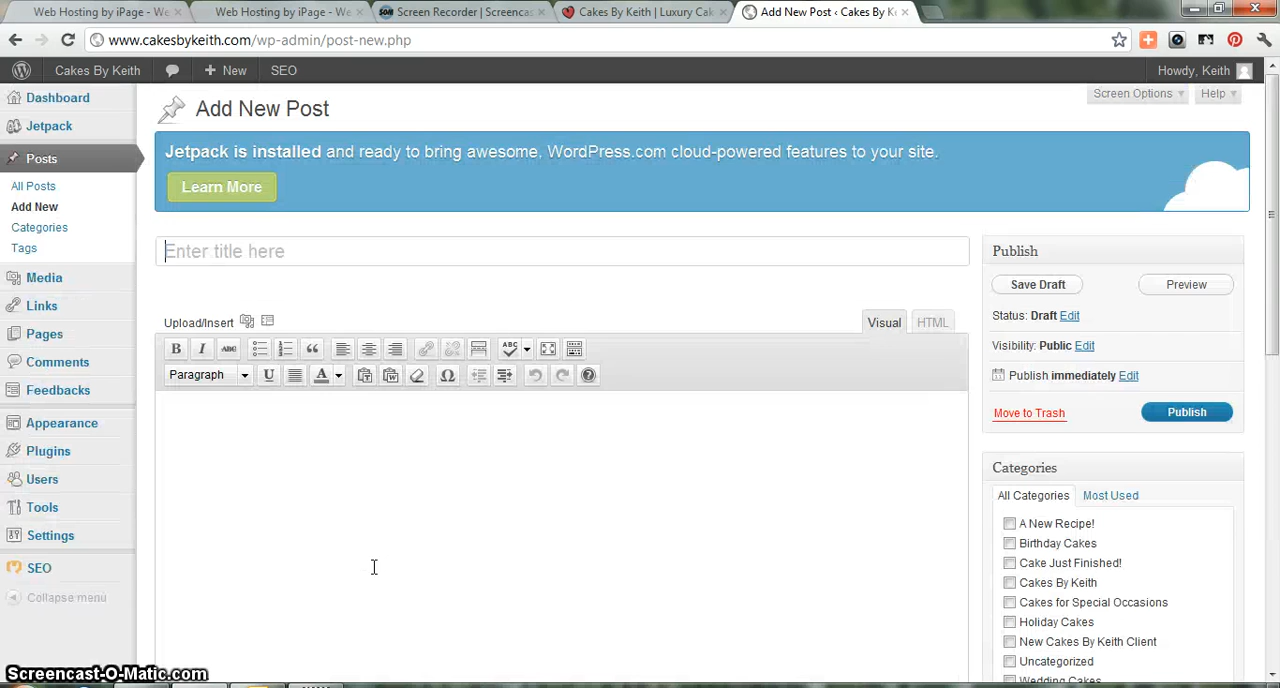 Web Hosting by iPage - We
Web Hosting by iPage - We
Screen Recorder | Screencas
Cakes By Keith | Luxury Cak
Add New Post ‹ Cakes By Ke
www.cakesbykeith.com/wp-admin/post-new.php
Cakes By Keith
New
SEO
Howdy, Keith
Dashboard
Jetpack
Posts
All Posts
Add New
Categories
Tags
Media
Links
Pages
Comments
Feedbacks
Appearance
Plugins
Users
Tools
Settings
SEO
Collapse menu
Add New Post
Screen Options
Help
Jetpack is installed and ready to bring awesome, WordPress.com cloud-powered features to your site.
Learn More
Enter title here
Upload/Insert
Visual
HTML
B I ABC
ABC
Paragraph
U
A
Ω
Publish
Save Draft
Preview
Status: Draft Edit
Visibility: Public Edit
Publish immediately Edit
Move to Trash
Publish
Categories
All Categories
Most Used
A New Recipe!
Birthday Cakes
Cake Just Finished!
Cakes By Keith
Cakes for Special Occasions
Holiday Cakes
New Cakes By Keith Client
Uncategorized
Wedding Cakes
Screencast-O-Matic.com